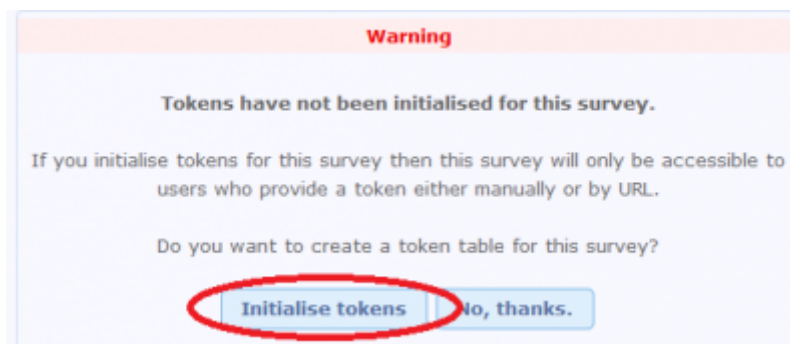 Warning
Tokens have not been initialised for this survey.
If you initialise tokens for this survey then this survey will only be accessible to
users who provide a token either manually or by URL.
Do you want to create a token table for this survey?
Initialise tokens No, thanks.